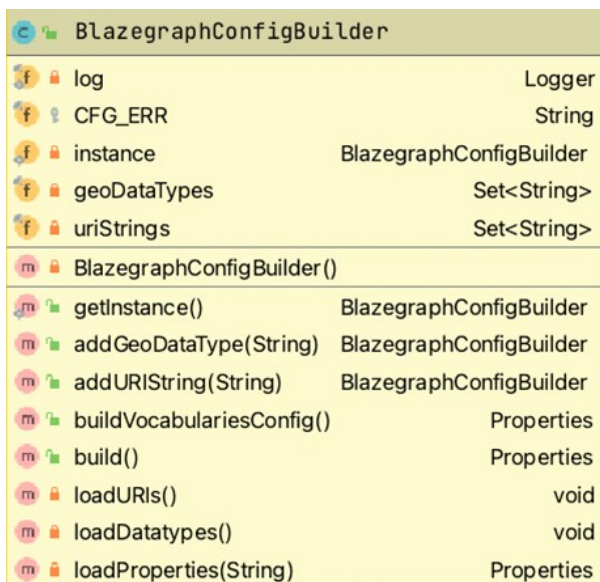 C BlazegraphConfigBuilder
f log Logger
f CFG_ERR String
f instance BlazegraphConfigBuilder
f geoDataTypes Set<String>
f uriStrings Set<String>
m BlazegraphConfigBuilder()
m getInstance() BlazegraphConfigBuilder
m addGeoDataType(String) BlazegraphConfigBuilder
m addURIString(String) BlazegraphConfigBuilder
m buildVocabulariesConfig() Properties
m build() Properties
m loadURIs() void
m loadDatatypes() void
m loadProperties(String) Properties